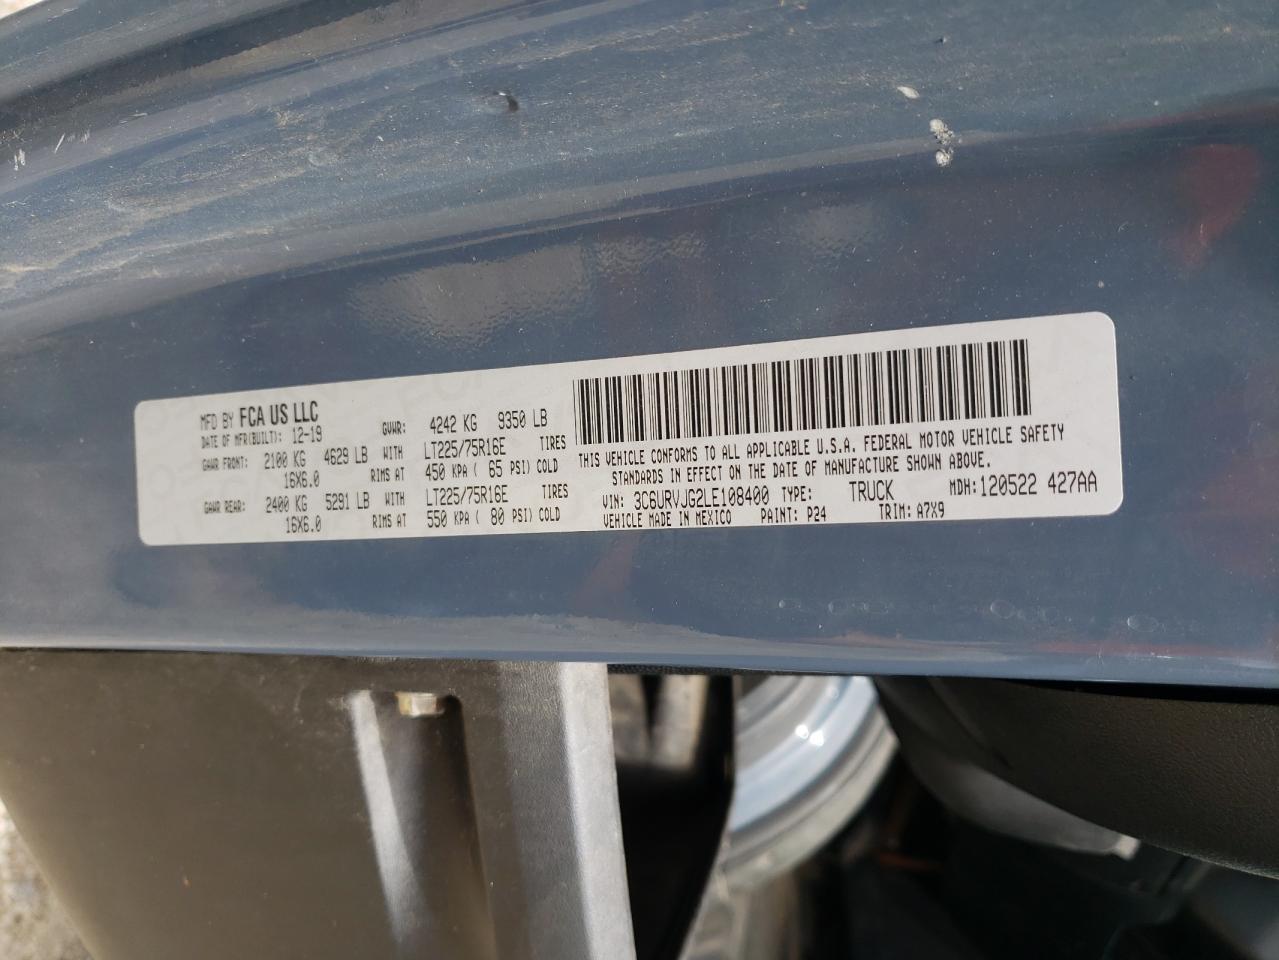 MFD BY FCA US LLC
DATE OF MFR(BUILT): 12-19 GVWR: 4242 KG 9350 LB
GAWR FRONT: 2100 KG 4629 LB WITH LT225/75R16E TIRES
16X6.0 RIMS AT 450 KPA ( 65 PSI) COLD
GAWR REAR: 2400 KG 5291 LB WITH LT225/75R16E TIRES
16X6.0 RIMS AT 550 KPA ( 80 PSI) COLD
THIS VEHICLE CONFORMS TO ALL APPLICABLE U.S.A. FEDERAL MOTOR VEHICLE SAFETY
STANDARDS IN EFFECT ON THE DATE OF MANUFACTURE SHOWN ABOVE.
VIN: 3C6URVJG2LE108400 TYPE: TRUCK MDH: 120522 427AA
VEHICLE MADE IN MEXICO PAINT: P24 TRIM: A7X9